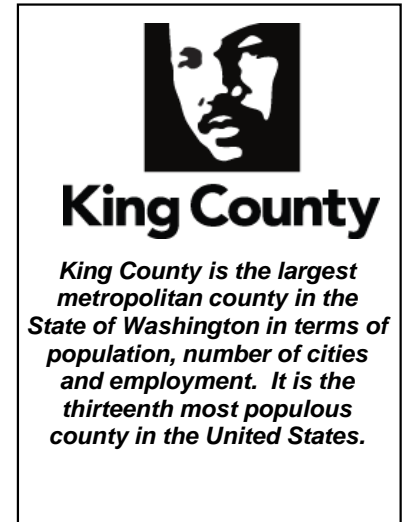 King County
King County is the largest
metropolitan county in the
State of Washington in terms of
population, number of cities
and employment.  It is the
thirteenth most populous
county in the United States.